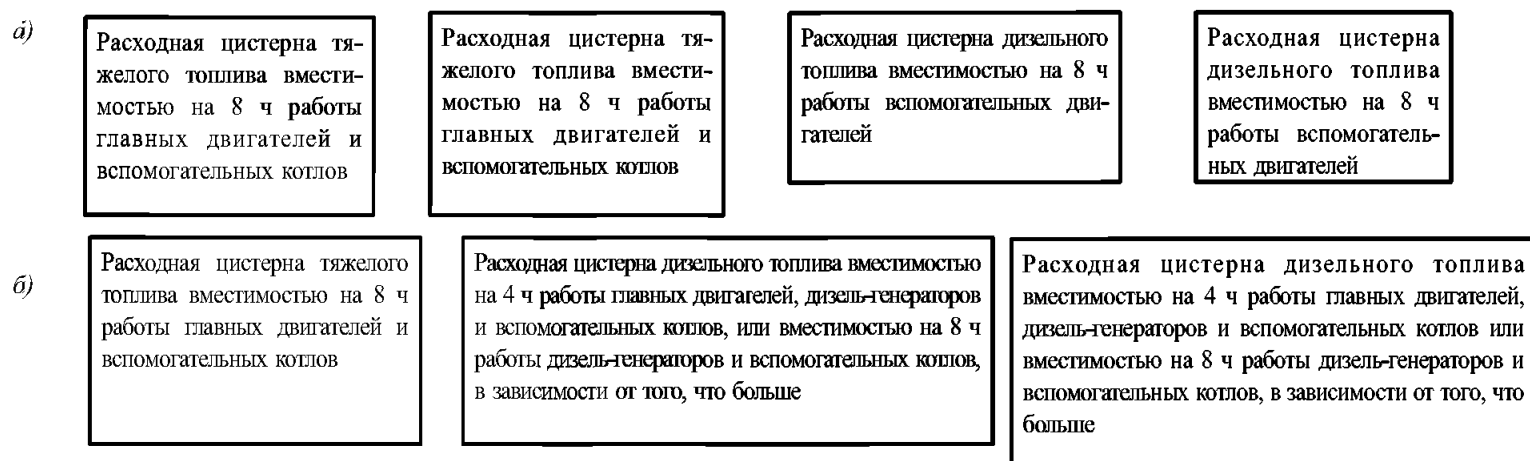 а)
Расходная цистерна тя-
желого топлива вмести-
мостью на 8 ч работы
главных двигателей и
вспомогательных котлов
Расходная цистерна тя-
желого топлива вмести-
мостью на 8 ч работы
главных двигателей и
вспомогательных котлов
Расходная цистерна дизельного
топлива вместимостью на 8 ч
работы вспомогательных дви-
гателей
Расходная цистерна
дизельного топлива
вместимостью на 8 ч
работы вспомогатель-
ных двигателей
б)
Расходная цистерна тяжелого
топлива вместимостью на 8 ч
работы главных двигателей и
вспомогательных котлов
Расходная цистерна дизельного топлива вместимостью
на 4 ч работы главных двигателей, дизель-генераторов
и вспомогательных котлов, или вместимостью на 8 ч
работы дизель-генераторов и вспомогательных котлов,
в зависимости от того, что больше
Расходная цистерна дизельного топлива
вместимостью на 4 ч работы главных двигателей,
дизель-генераторов и вспомогательных котлов или
вместимостью на 8 ч работы дизель-генераторов и
вспомогательных котлов, в зависимости от того, что
больше